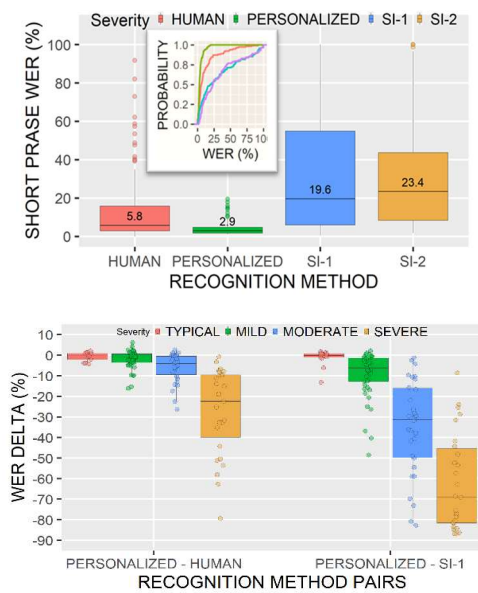 Severity HUMAN PERSONALIZED SI-1 SI-2
SHORT PRASE WER (%)
100
80
60
40
20
0
PROBABILITY
1.0
0.8
0.5
0.2
0.0
0 25 50 75 100
WER (%)
5.8
2.9
19.6
23.4
HUMAN PERSONALIZED SI-1 SI-2
RECOGNITION METHOD
Severity TYPICAL MILD MODERATE SEVERE
WER DELTA (%)
10
0
-10
-20
-30
-40
-50
-60
-70
-80
-90
PERSONALIZED - HUMAN PERSONALIZED - SI-1
RECOGNITION METHOD PAIRS